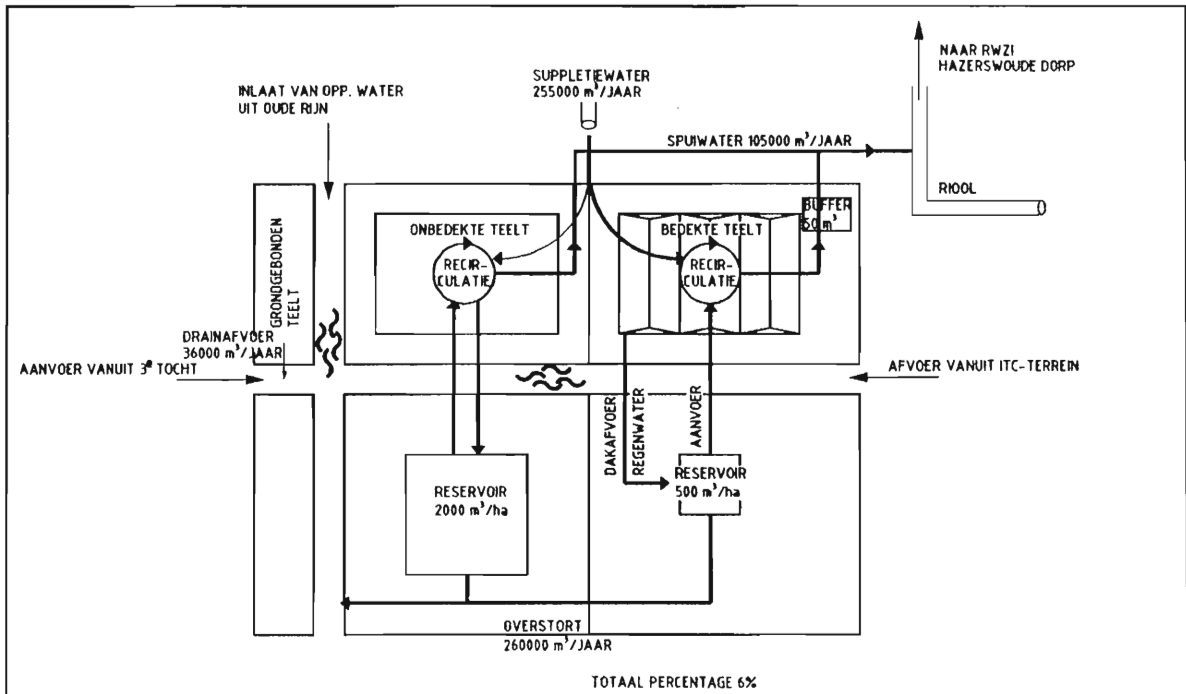 NAAR RWZI
HAZERSWOUDE DORP
SUPPLETIEWATER
255000 m³/JAAR
INLAAT VAN OPP. WATER
UIT OUDE RIJN
SPUIWATER 105000 m³/JAAR
RIOOL
BUFFER
50 m³
ONBEDEKTE TEELT
RECIR-
CULATIE
BEDEKTE TEELT
RECIR-
CULATIE
GRONDGEBONDEN
TEELT
DRAINAFVOER
36000 m³/JAAR
AANVOER VANUIT 3e TOCHT
AFVOER VANUIT ITC-TERREIN
DAKAFVOER
REGENWATER
AANVOER
RESERVOIR
2000 m³/ha
RESERVOIR
500 m³/ha
OVERSTORT
260000 m³/JAAR
TOTAAL PERCENTAGE 6%